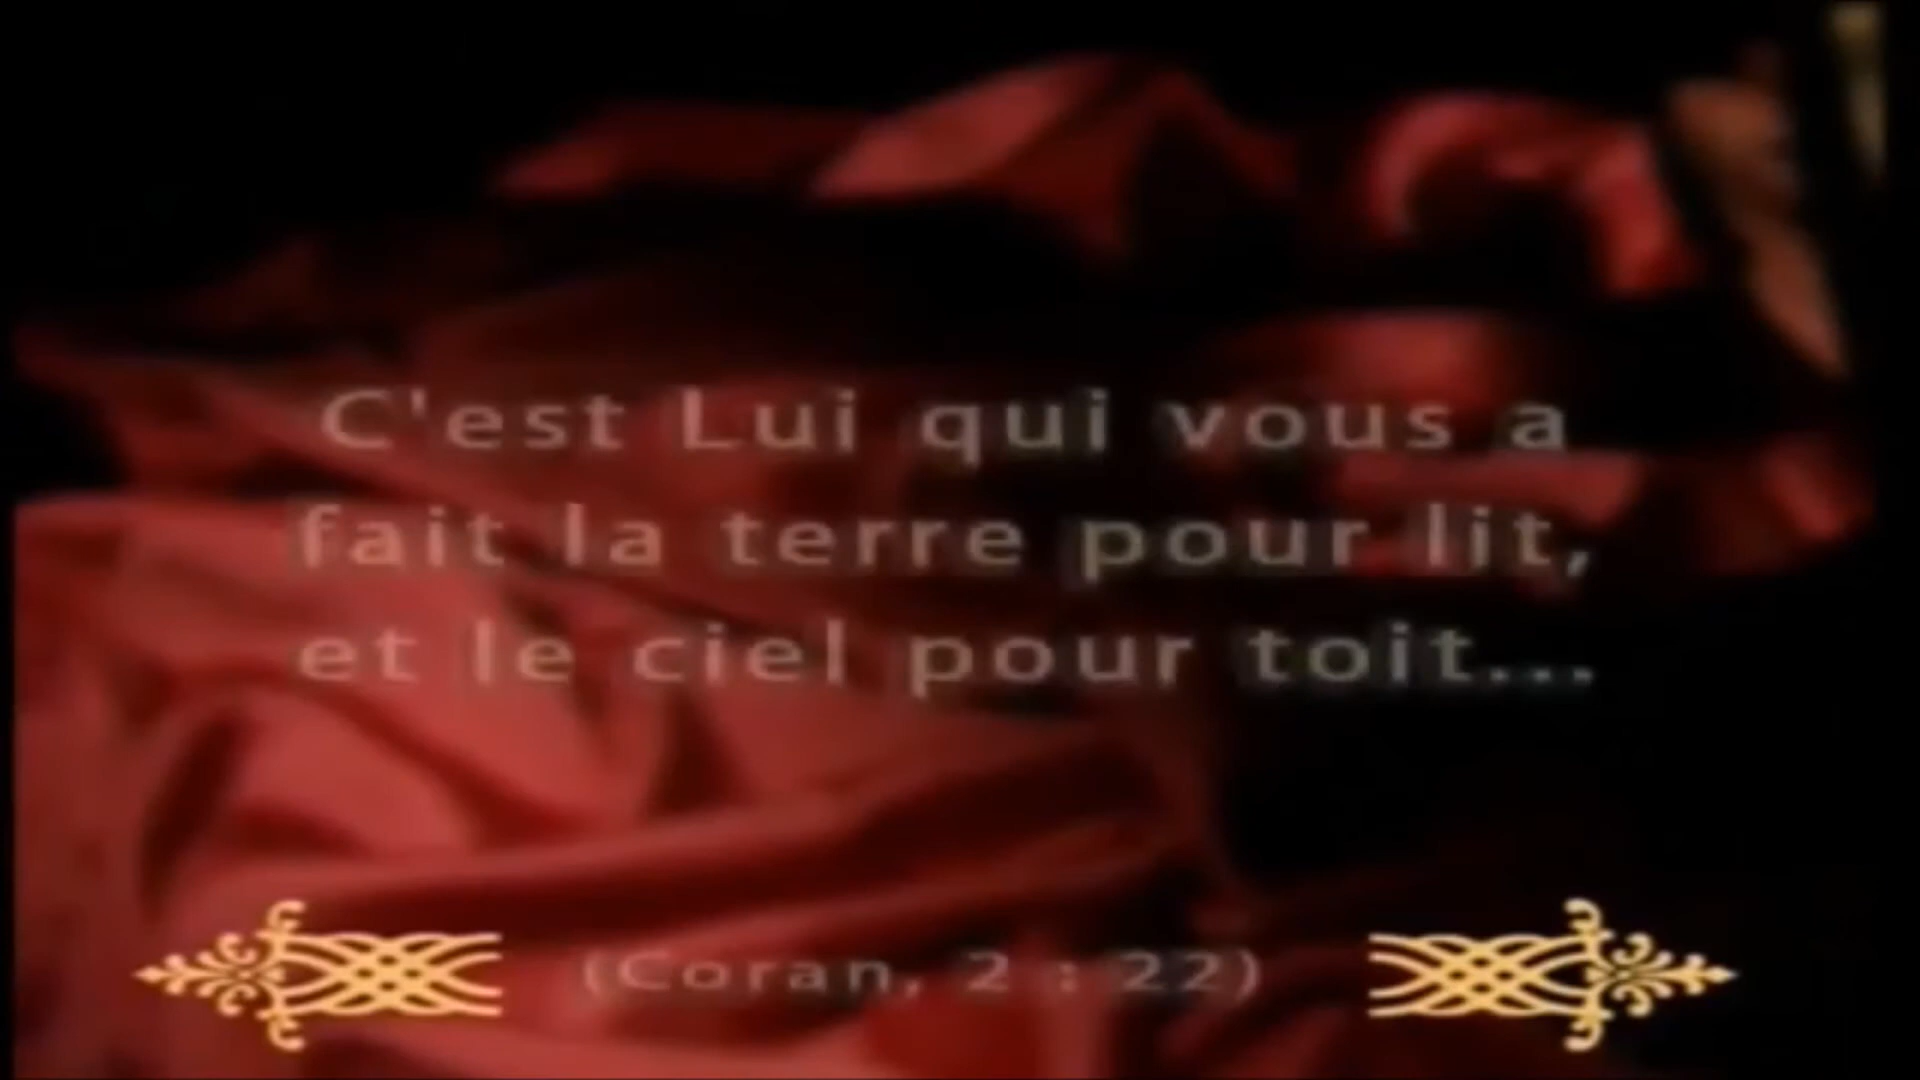 C'est Lui qui vous a
fait la terre pour lit,
et le ciel pour toit...
(Coran, 2 : 22)